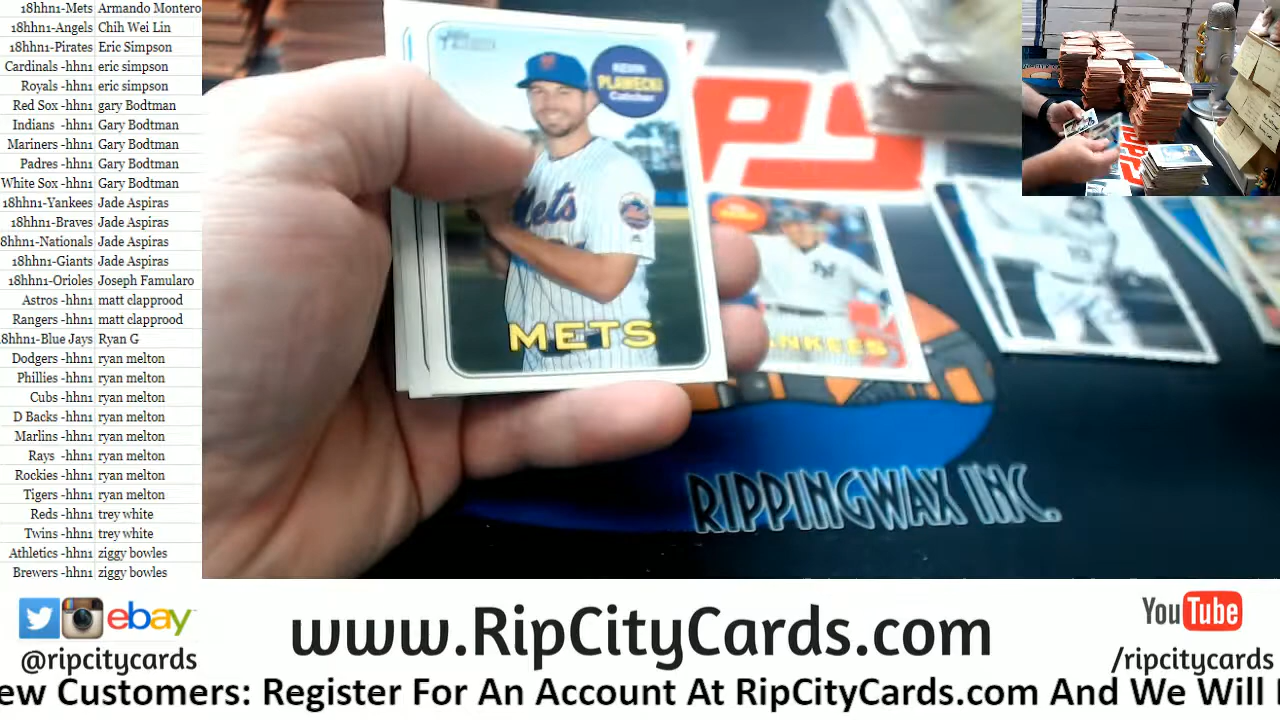 18hhn1-Mets Armando Montero
18hhn1-Angels Chih Wei Lin
18hhn1-Pirates Eric Simpson
Cardinals -hhn1 eric simpson
Royals -hhn1 eric simpson
Red Sox -hhn1 gary Bodtman
Indians -hhn1 Gary Bodtman
Mariners -hhn1 Gary Bodtman
Padres -hhn1 Gary Bodtman
White Sox -hhn1 Gary Bodtman
18hhn1-Yankees Jade Aspiras
18hhn1-Braves Jade Aspiras
8hhn1-Nationals Jade Aspiras
18hhn1-Giants Jade Aspiras
18hhn1-Orioles Joseph Famularo
Astros -hhn1 matt clapprood
Rangers -hhn1 matt clapprood
8hhn1-Blue Jays Ryan G
Dodgers -hhn1 ryan melton
Phillies -hhn1 ryan melton
Cubs -hhn1 ryan melton
D Backs -hhn1 ryan melton
Marlins -hhn1 ryan melton
Rays -hhn1 ryan melton
Rockies -hhn1 ryan melton
Tigers -hhn1 ryan melton
Reds -hhn1 trey white
Twins -hhn1 trey white
Athletics -hhn1 ziggy bowles
Brewers -hhn1 ziggy bowles
KEVIN
PLAWECKI
Catcher
Mets
METS
PS
NKEES
RIPPINGWAX INC.
ebay
@ripcitycards
www.RipCityCards.com
YouTube
/ripcitycards
ew Customers: Register For An Account At RipCityCards.com And We Will